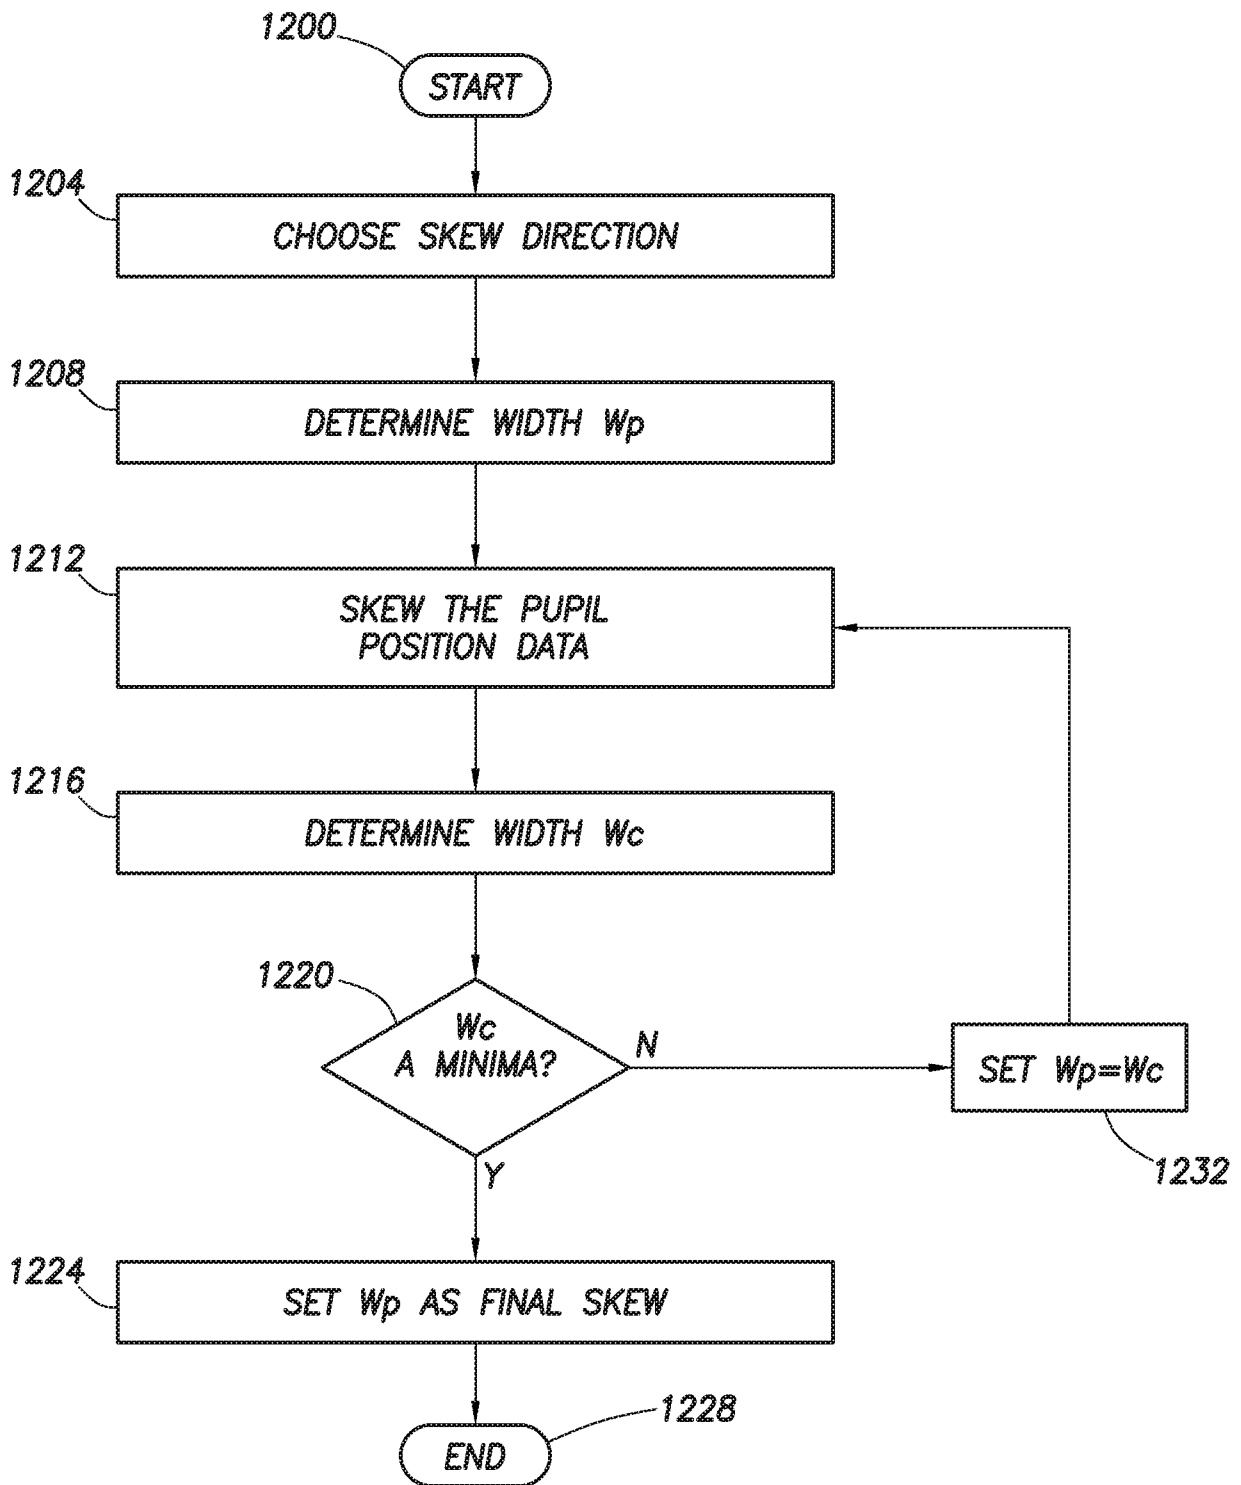 1200
START
1204
CHOOSE SKEW DIRECTION
1208
DETERMINE WIDTH Wp
1212
SKEW THE PUPIL
POSITION DATA
1216
DETERMINE WIDTH Wc
1220
Wc
A MINIMA?
N
SET Wp=Wc
1232
Y
1224
SET Wp AS FINAL SKEW
1228
END